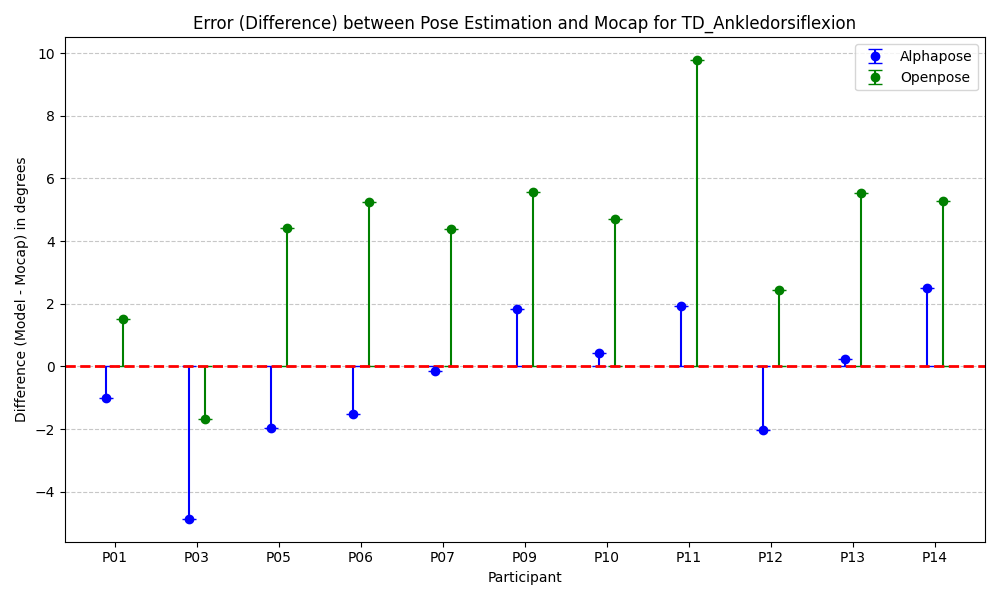 Error (Difference) between Pose Estimation and Mocap for TD_Ankledorsiflexion
Alphapose
Openpose
Difference (Model - Mocap) in degrees
10
8
6
4
2
0
−2
−4
P01 P03 P05 P06 P07 P09 P10 P11 P12 P13 P14
Participant